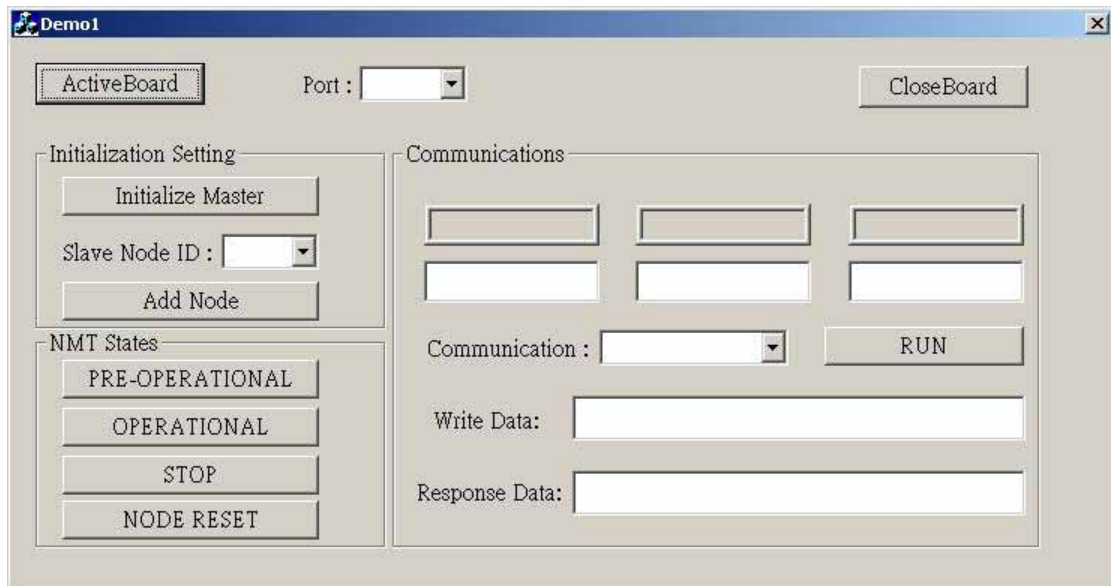 Demo1
ActiveBoard
Port :
CloseBoard
Initialization Setting
Initialize Master
Slave Node ID :
Add Node
NMT States
PRE-OPERATIONAL
OPERATIONAL
STOP
NODE RESET
Communications
Communication :
RUN
Write Data:
Response Data: